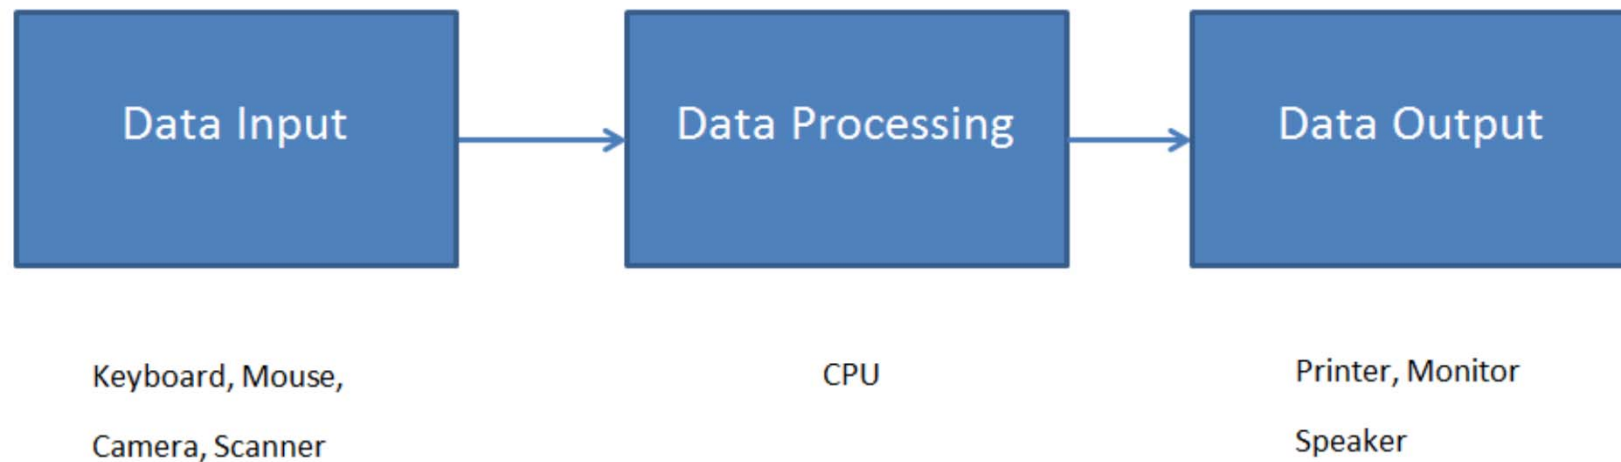 Data Input
Data Processing
Data Output
Keyboard, Mouse,
Camera, Scanner
CPU
Printer, Monitor
Speaker